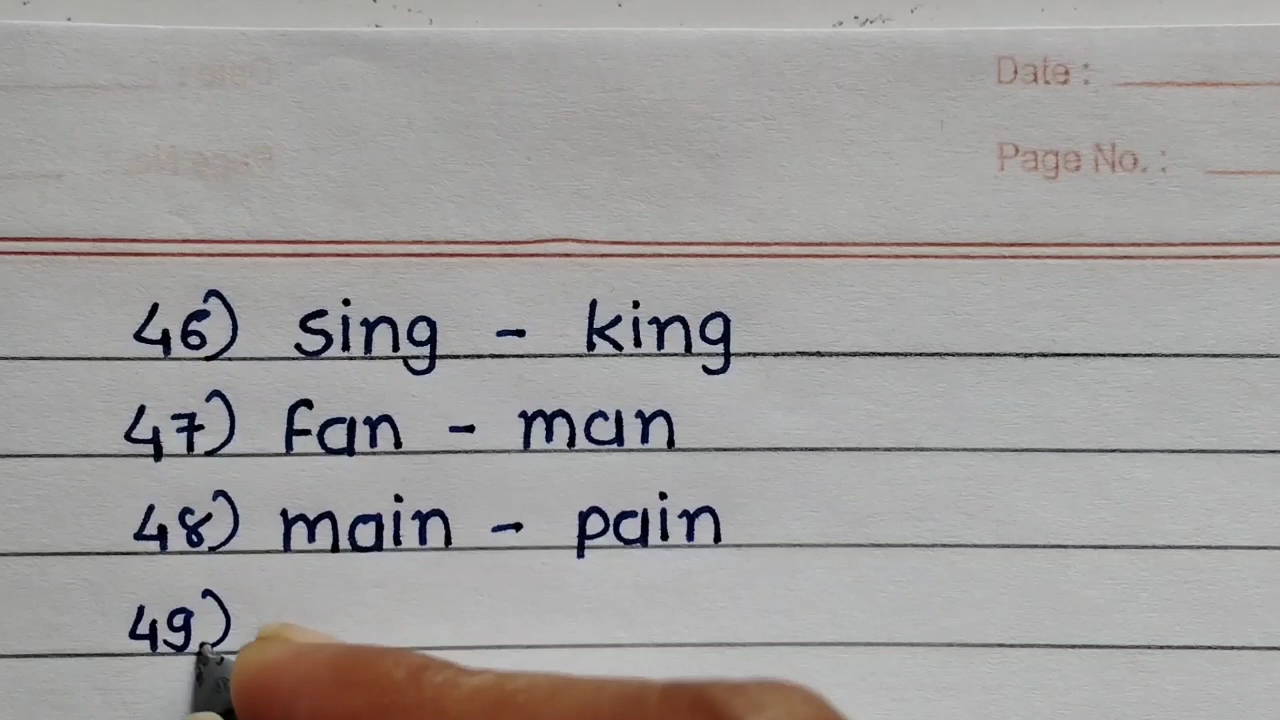 Date :
Page No. :
46) sing - king
47) fan - man
48) main - pain
49)